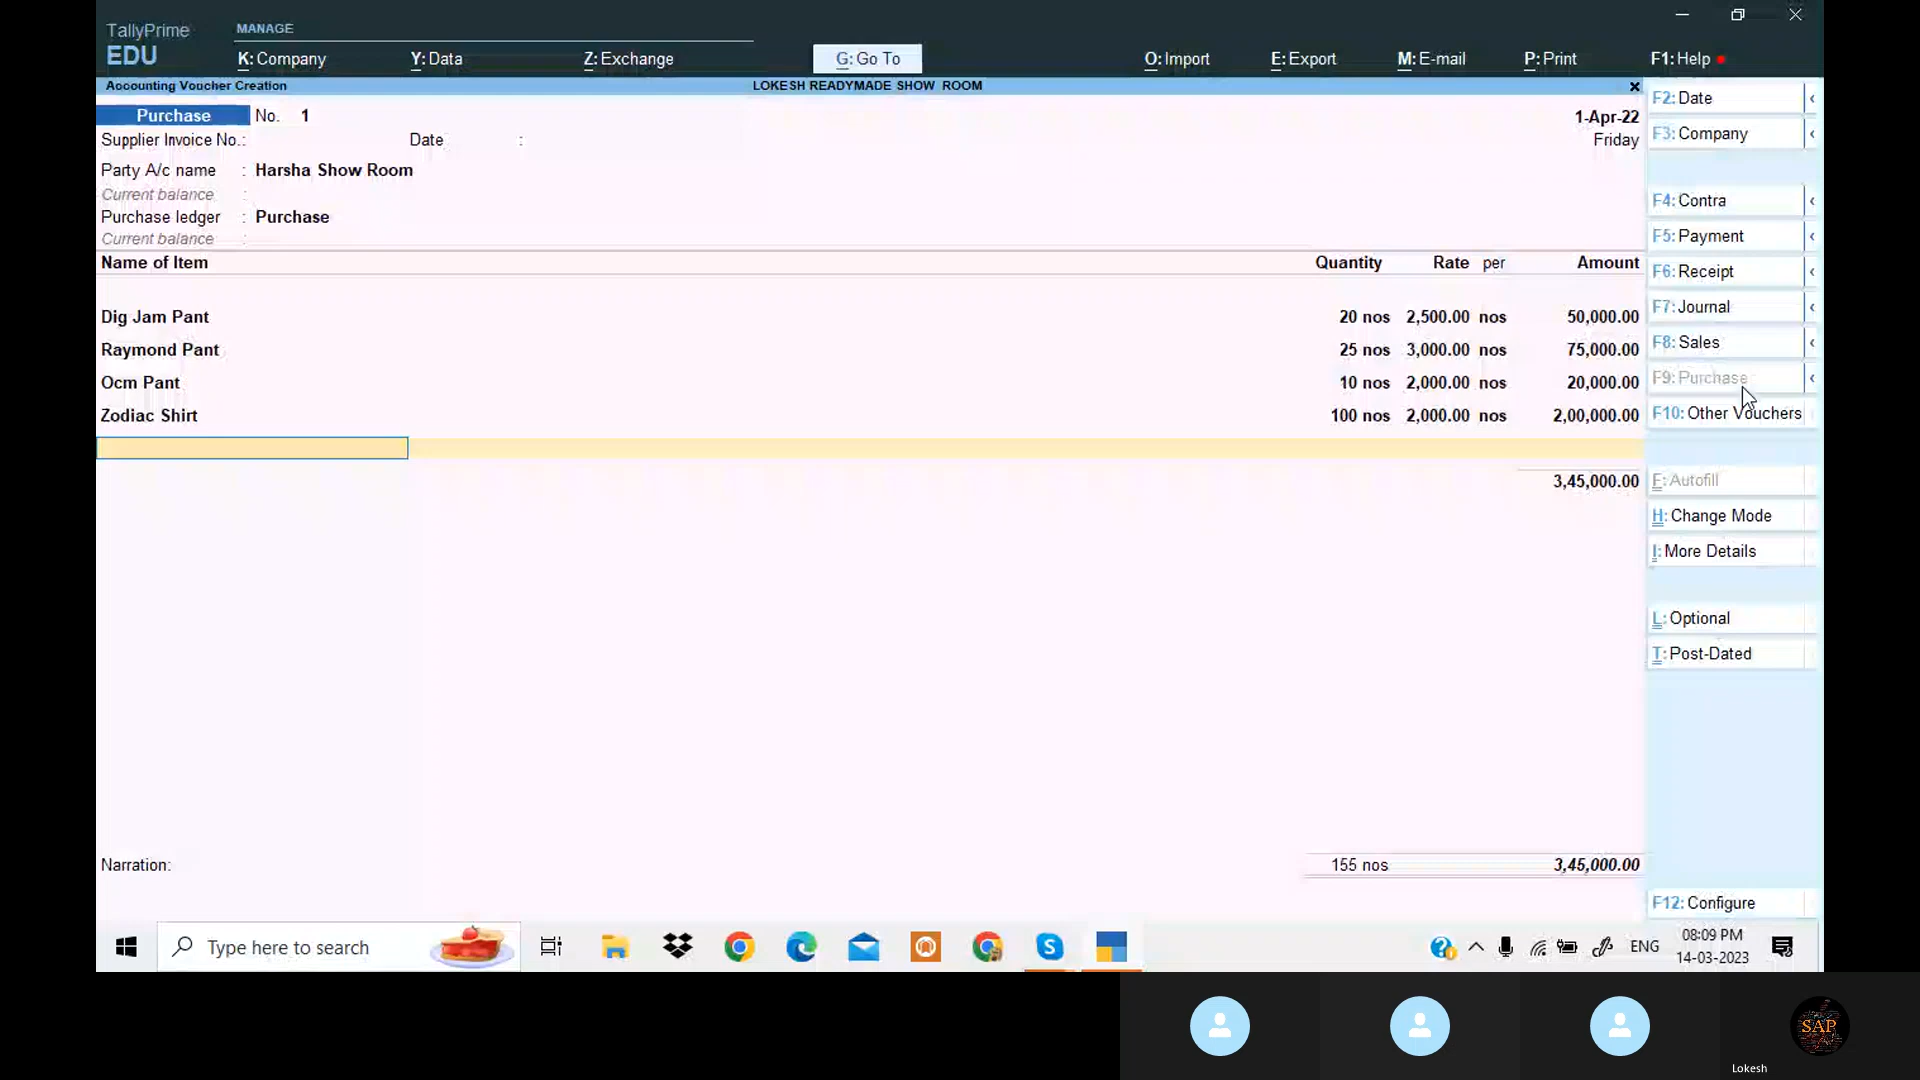 TallyPrime
EDU
MANAGE
K: Company
Y: Data
Z: Exchange
G: Go To
O: Import
E: Export
M: E-mail
P: Print
F1: Help
Accounting Voucher Creation
LOKESH READYMADE SHOW ROOM
Purchase No. 1
1-Apr-22
Supplier Invoice No.: Date :
Friday
Party A/c name : Harsha Show Room
Current balance :
Purchase ledger : Purchase
Current balance :
Name of Item Quantity Rate per Amount
Dig Jam Pant 20 nos 2,500.00 nos 50,000.00
Raymond Pant 25 nos 3,000.00 nos 75,000.00
Ocm Pant 10 nos 2,000.00 nos 20,000.00
Zodiac Shirt 100 nos 2,000.00 nos 2,00,000.00
3,45,000.00
Narration: 155 nos 3,45,000.00
F2: Date
F3: Company
F4: Contra
F5: Payment
F6: Receipt
F7: Journal
F8: Sales
F9: Purchase
F10: Other Vouchers
F: Autofill
H: Change Mode
I: More Details
L: Optional
T: Post-Dated
F12: Configure
Type here to search
ENG
08:09 PM
14-03-2023
SAP
Lokesh